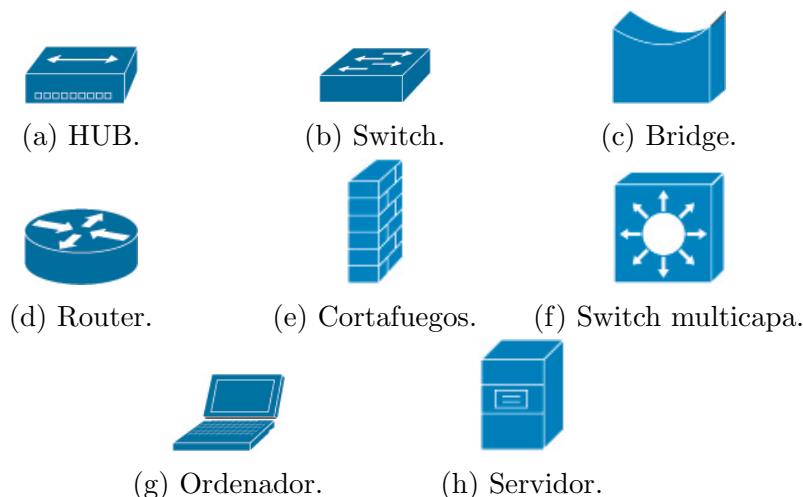 (a) HUB.
(b) Switch.
(c) Bridge.
(d) Router.
(e) Cortafuegos.
(f) Switch multicapa.
(g) Ordenador.
(h) Servidor.